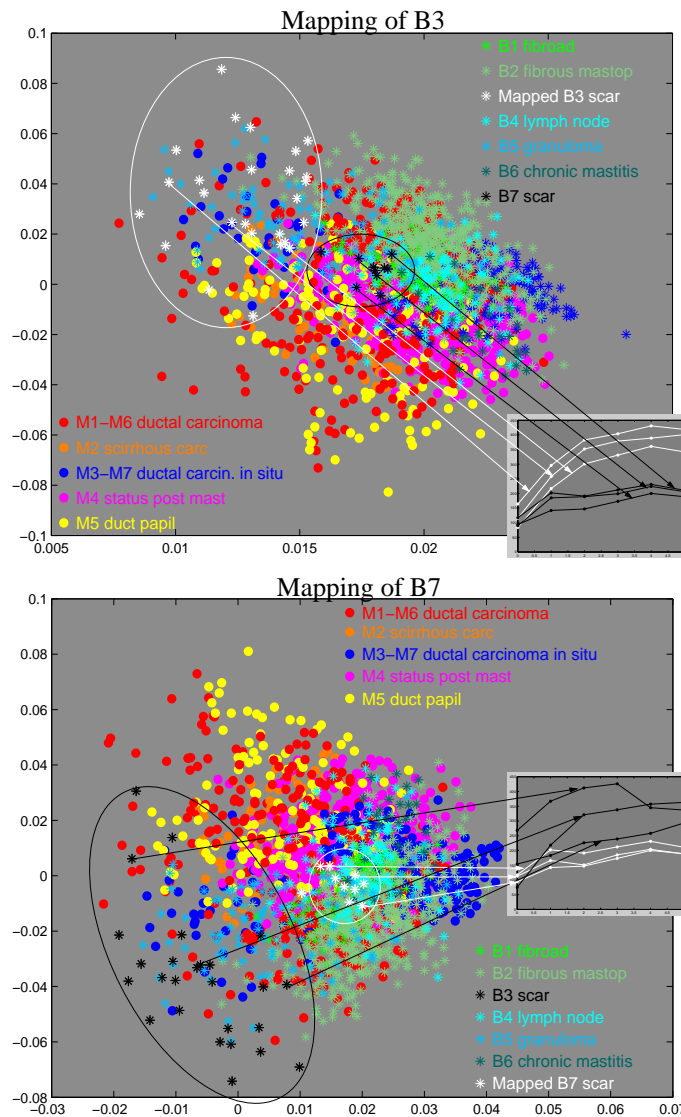 Mapping of B3
0.1
0.08
0.06
0.04
0.02
0
−0.02
−0.04
−0.06
−0.08
−0.1
0.005
0.01
0.015
0.02
B1 fibroad
B2 fibrous mastop
Mapped B3 scar
B4 lymph node
B5 granuloma
B6 chronic mastitis
B7 scar
M1−M6 ductal carcinoma
M2 scirrhous carc
M3−M7 ductal carcin. in situ
M4 status post mast
M5 duct papil
Mapping of B7
0.1
0.08
0.06
0.04
0.02
0
−0.02
−0.04
−0.06
−0.08
−0.03
−0.02
−0.01
0
0.01
0.02
0.03
0.04
0.05
0.06
M1−M6 ductal carcinoma
M2 scirrhous carc
M3−M7 ductal carcinoma in situ
M4 status post mast
M5 duct papil
B1 fibroad
B2 fibrous mastop
B3 scar
B4 lymph node
B5 granuloma
B6 chronic mastitis
Mapped B7 scar